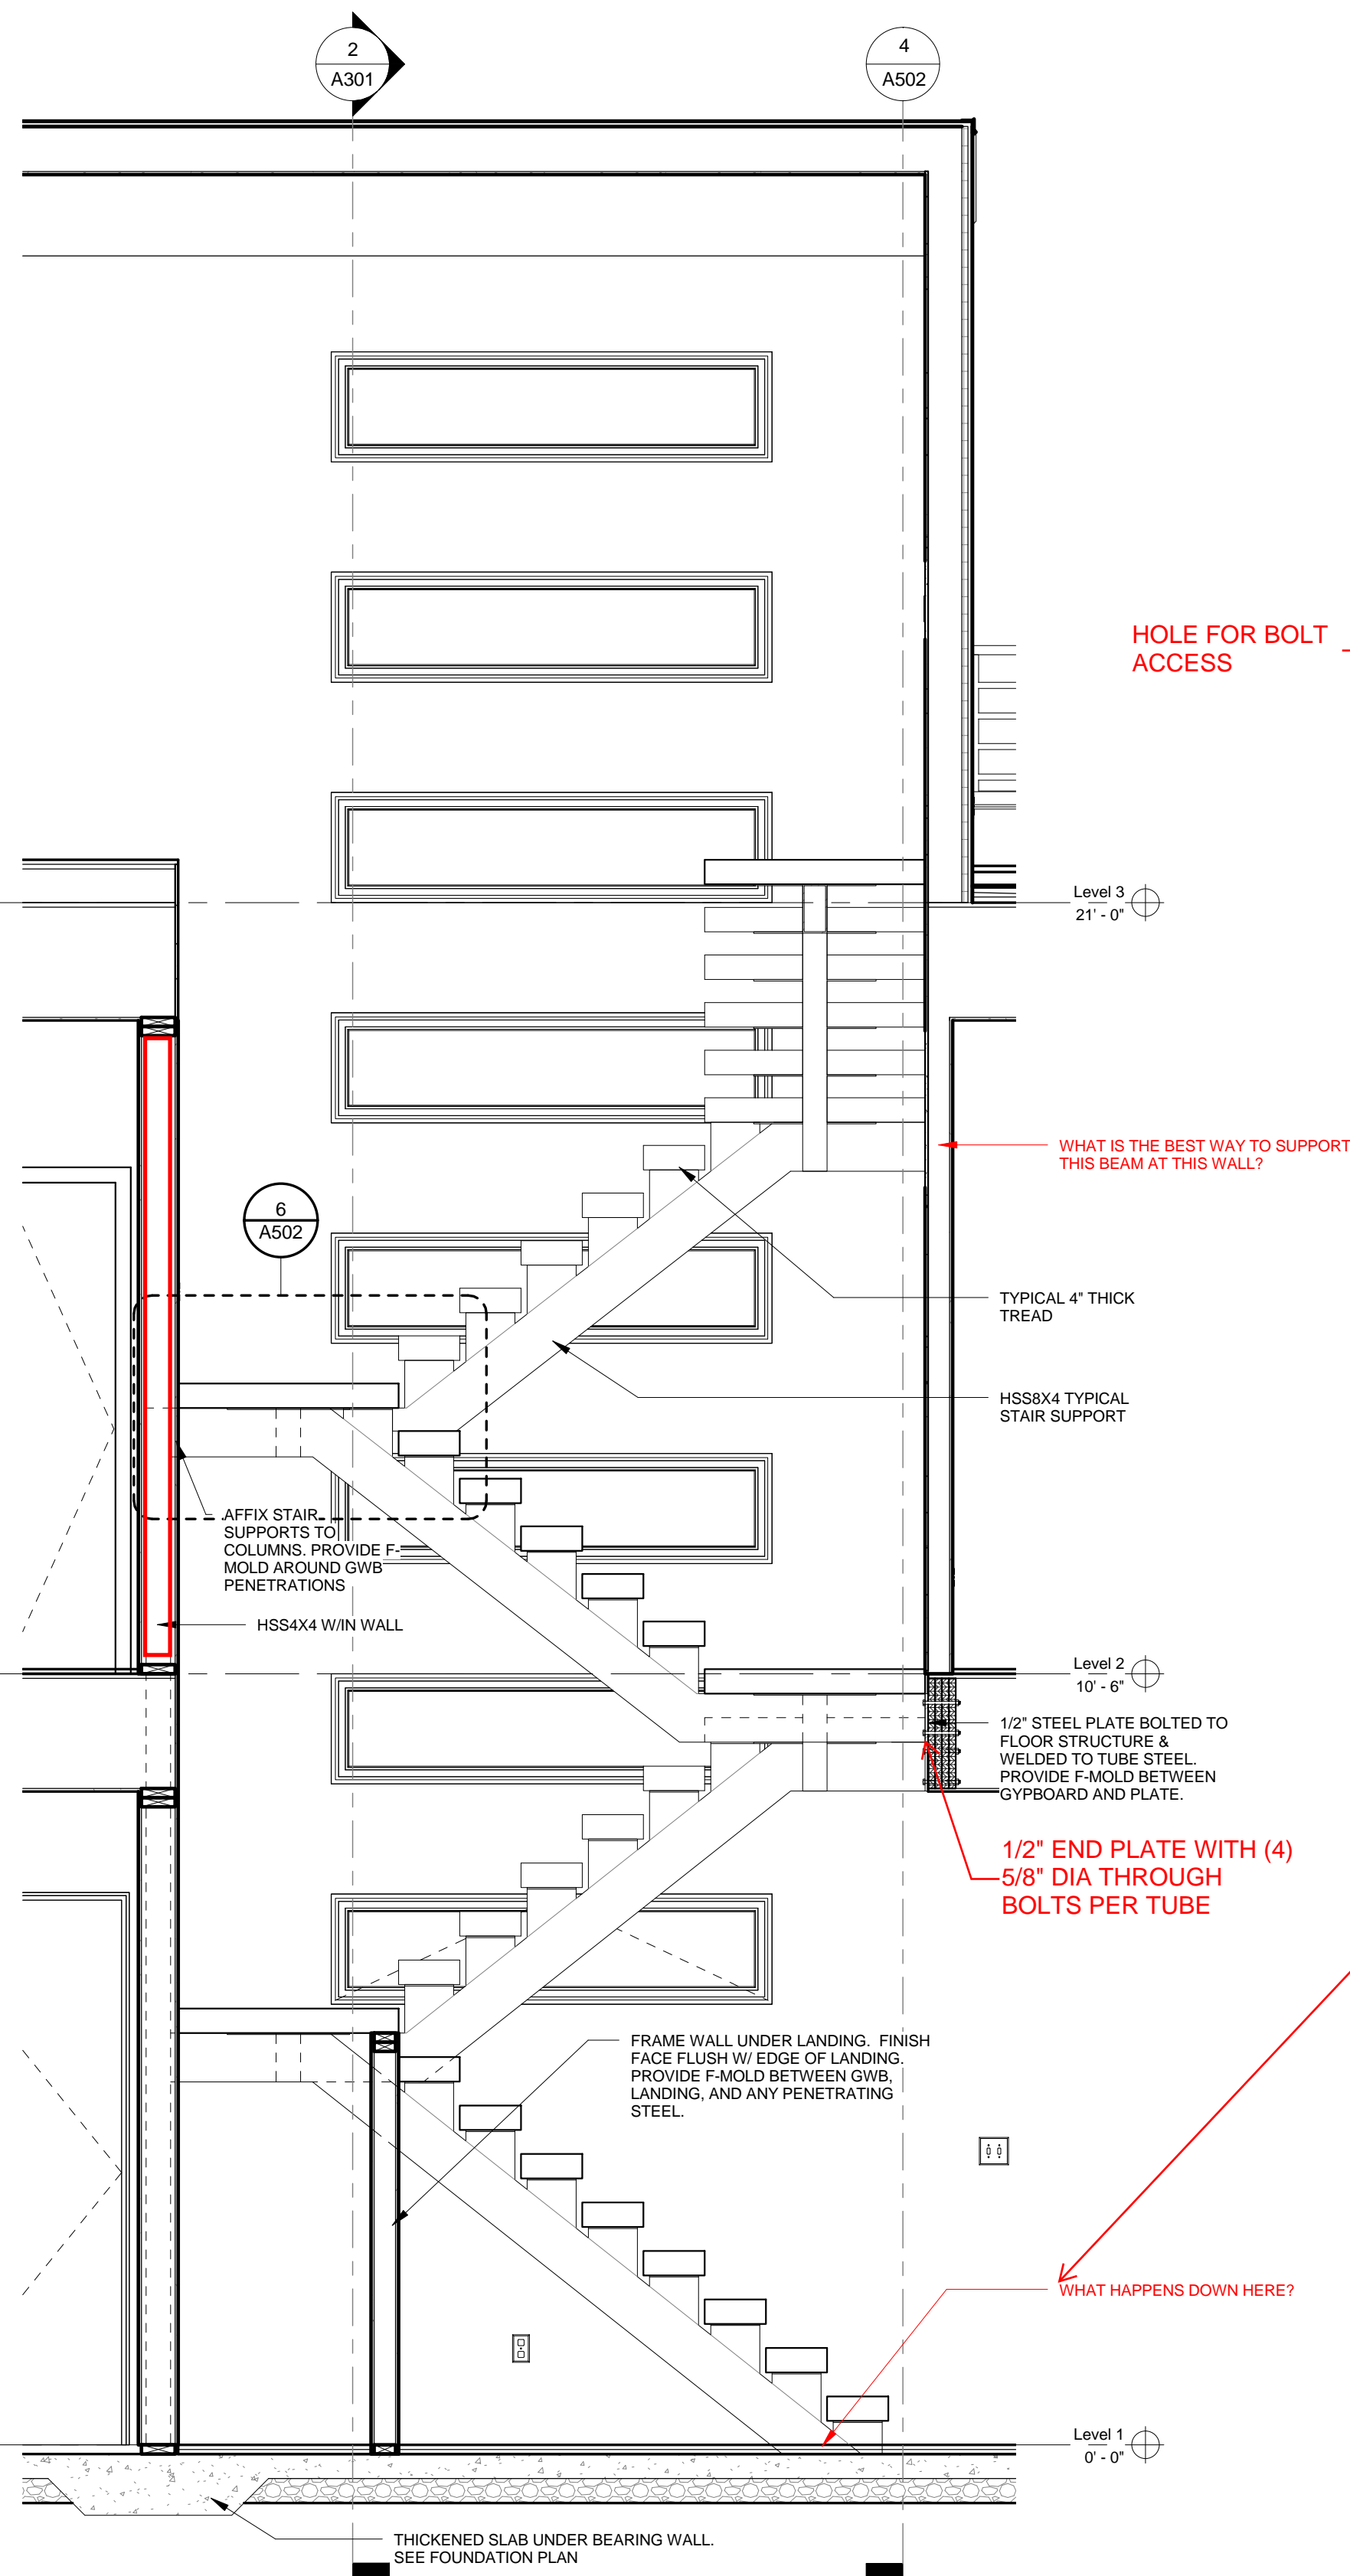 2
A301
4
A502
HOLE FOR BOLT
ACCESS
Level 3
21' - 0"
WHAT IS THE BEST WAY TO SUPPORT
THIS BEAM AT THIS WALL?
6
A502
TYPICAL 4" THICK
TREAD
HSS8X4 TYPICAL
STAIR SUPPORT
AFFIX STAIR
SUPPORTS TO
COLUMNS. PROVIDE F-
MOLD AROUND GWB
PENETRATIONS
HSS4X4 W/IN WALL
Level 2
10' - 6"
1/2" STEEL PLATE BOLTED TO
FLOOR STRUCTURE &
WELDED TO TUBE STEEL.
PROVIDE F-MOLD BETWEEN
GYPBOARD AND PLATE.
1/2" END PLATE WITH (4)
5/8" DIA THROUGH
BOLTS PER TUBE
FRAME WALL UNDER LANDING.  FINISH
FACE FLUSH W/ EDGE OF LANDING.
PROVIDE F-MOLD BETWEEN GWB,
LANDING, AND ANY PENETRATING
STEEL.
WHAT HAPPENS DOWN HERE?
Level 1
0' - 0"
THICKENED SLAB UNDER BEARING WALL.
SEE FOUNDATION PLAN